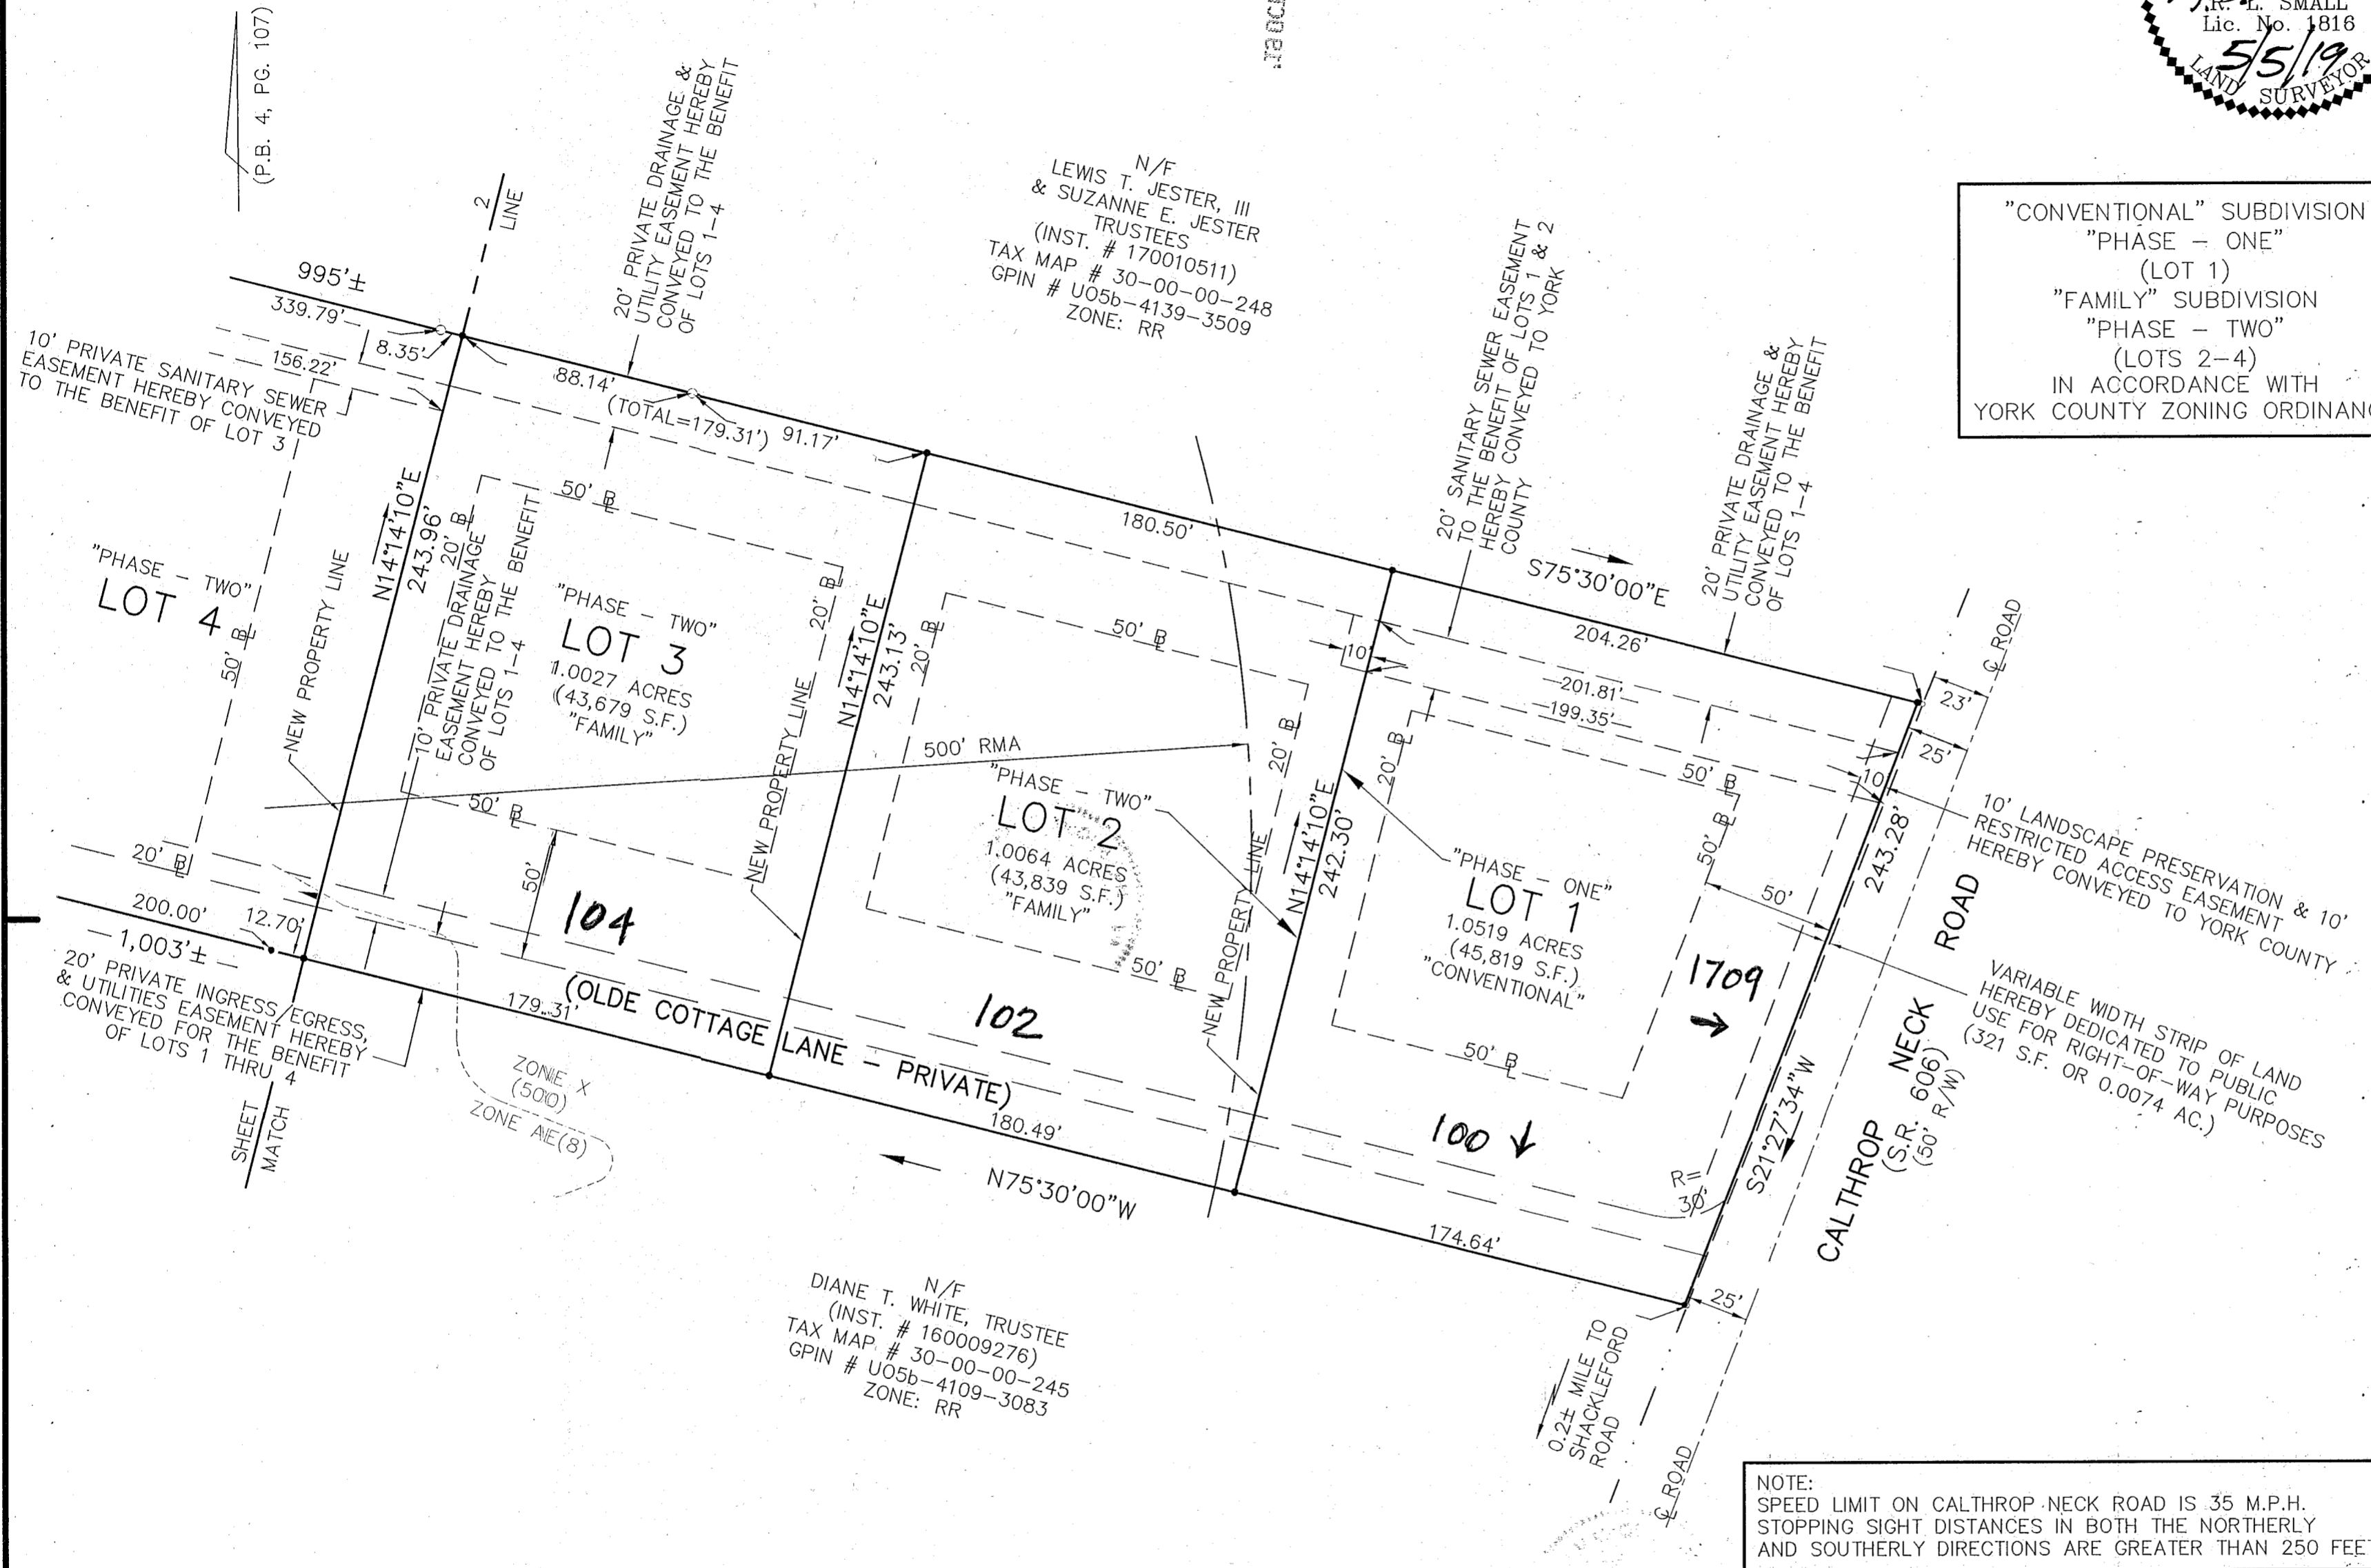 (P.B. 4, PG. 107)
R. L. SMALL
Lic. No. 1816
5/5/19
LAND SURVEYOR
"CONVENTIONAL" SUBDIVISION
"PHASE - ONE"
(LOT 1)
"FAMILY" SUBDIVISION
"PHASE - TWO"
(LOTS 2-4)
IN ACCORDANCE WITH
YORK COUNTY ZONING
2
LINE
20' PRIVATE DRAINAGE &
UTILITY EASEMENT HEREBY
CONVEYED TO THE BENEFIT
OF LOTS 1-4
N/F
LEWIS T. JESTER, III
& SUZANNE E. JESTER
TRUSTEES
(INST. # 170010511)
TAX MAP # 30-00-00-248
GPIN # U05b-4139-3509
ZONE: RR
20' SANITARY SEWER EASEMENT
TO THE BENEFIT OF LOTS 1 & 2
HEREBY CONVEYED TO YORK
COUNTY
20' PRIVATE DRAINAGE &
UTILITY EASEMENT HEREBY
CONVEYED TO THE BENEFIT
OF LOTS 1-4
995'±
339.79'
8.35'
156.22'
10' PRIVATE SANITARY SEWER
EASEMENT HEREBY CONVEYED
TO THE BENEFIT OF LOT 3
88.14'
(TOTAL=179.31')
91.17'
180.50'
S75°30'00"E
204.26'
201.81'
199.35'
10'
23'
25'
10'
℄ ROAD
"PHASE - TWO"
LOT 4
50' BL
20' BL
NEW PROPERTY LINE
N14°14'10"E
243.96'
20' BL
10' PRIVATE DRAINAGE
EASEMENT HEREBY
CONVEYED TO THE BENEFIT
OF LOTS 1-4
50' BL
"PHASE - TWO"
LOT 3
1.0027 ACRES
(43,679 S.F.)
"FAMILY"
20' BL
50' BL
50'
104
NEW PROPERTY LINE
N14°14'10"E
243.13'
20' BL
50' BL
500' RMA
"PHASE - TWO"
LOT 2
1.0064 ACRES
(43,839 S.F.)
"FAMILY"
20' BL
50' BL
102
NEW PROPERTY LINE
N14°14'10"E
242.30'
20' BL
50' BL
"PHASE - ONE"
LOT 1
1.0519 ACRES
(45,819 S.F.)
"CONVENTIONAL"
50' BL
50'
50' BL
1709
→
100 ↓
R=
30'
243.28'
S21°27'34"W
CALTHROP NECK ROAD
(S.R. 606)
(50' R/W)
10' LANDSCAPE PRESERVATION & 10'
RESTRICTED ACCESS EASEMENT
HEREBY CONVEYED TO YORK COUNTY
VARIABLE WIDTH STRIP OF LAND
HEREBY DEDICATED TO PUBLIC
USE FOR RIGHT-OF-WAY PURPOSES
(321 S.F. OR 0.0074 AC.)
200.00'
12.70'
1,003'±
20' PRIVATE INGRESS/EGRESS,
& UTILITIES EASEMENT HEREBY
CONVEYED FOR THE BENEFIT
OF LOTS 1 THRU 4
179.31'
(OLDE COTTAGE LANE - PRIVATE)
180.49'
N75°30'00"W
174.64'
25'
ZONE X
(500)
ZONE AE(8)
SHEET
MATCH
N/F
DIANE T. WHITE, TRUSTEE
(INST. # 160009276)
TAX MAP # 30-00-00-245
GPIN # U05b-4109-3083
ZONE: RR
0.2± MILE TO
SHACKLEFORD
ROAD
℄ ROAD
NOTE:
SPEED LIMIT ON CALTHROP NECK ROAD IS 35 M.P.H.
STOPPING SIGHT DISTANCES IN BOTH THE NORTHERLY
AND SOUTHERLY DIRECTIONS ARE GREATER THAN 250